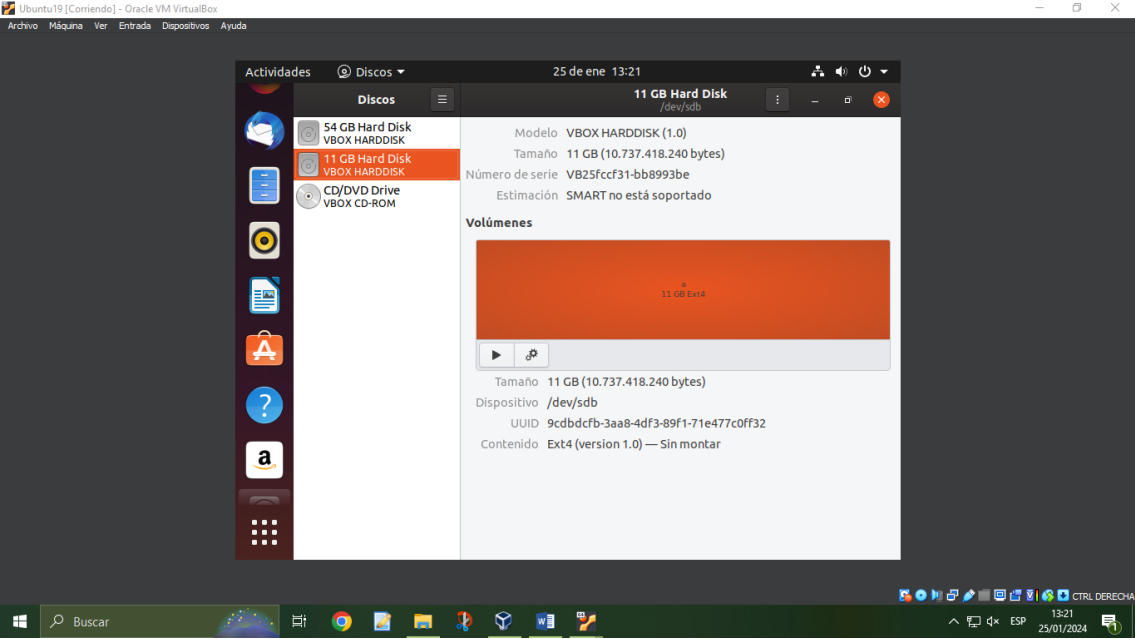 Ubuntu19 [Corriendo] - Oracle VM VirtualBox
Archivo Máquina Ver Entrada Dispositivos Ayuda
Actividades Discos 25 de ene 13:21
Discos 11 GB Hard Disk
/dev/sdb
54 GB Hard Disk
VBOX HARDDISK
11 GB Hard Disk
VBOX HARDDISK
CD/DVD Drive
VBOX CD-ROM
Modelo VBOX HARDDISK (1.0)
Tamaño 11 GB (10.737.418.240 bytes)
Número de serie VB25fccf31-bb8993be
Estimación SMART no está soportado
Volúmenes
a
11 GB Ext4
Tamaño 11 GB (10.737.418.240 bytes)
Dispositivo /dev/sdb
UUID 9cdbdcfb-3aa8-4df3-89f1-71e477c0ff32
Contenido Ext4 (version 1.0) — Sin montar
a
CTRL DERECHA
Buscar
ESP
13:21
25/01/2024
1